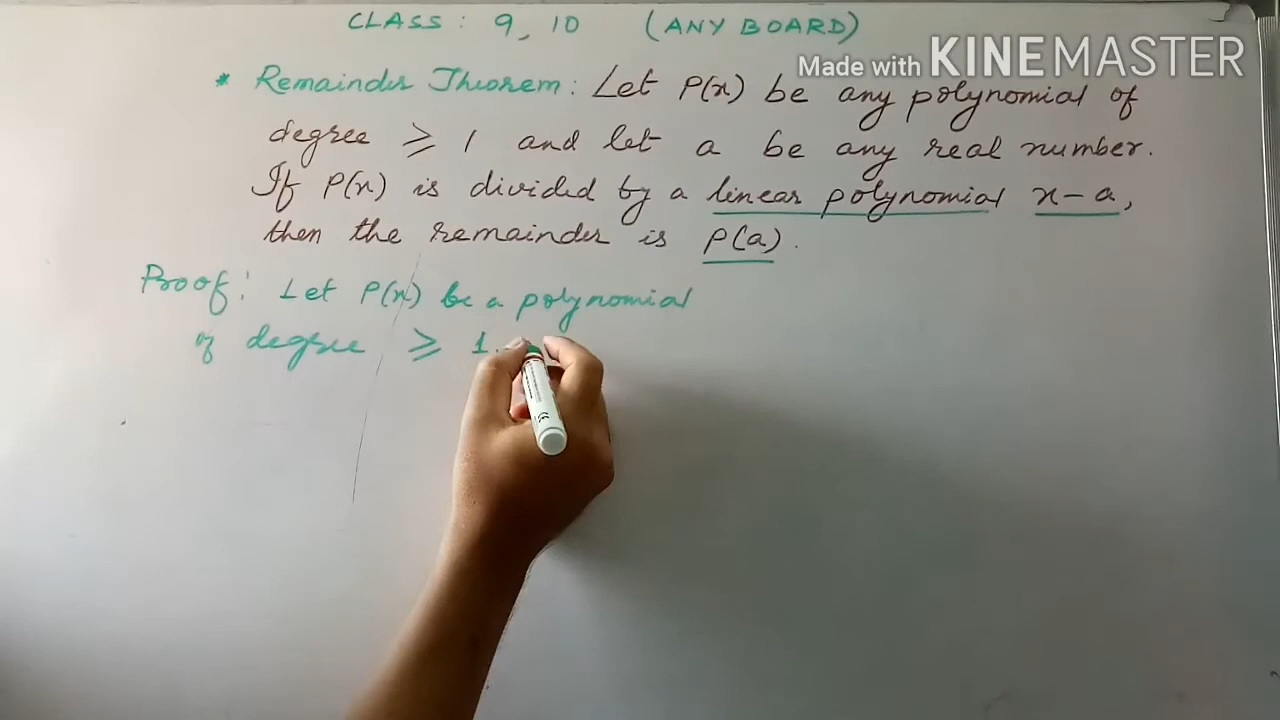 CLASS : 9, 10 (ANY BOARD)
Made with KINEMASTER
* Remainder Theorem : Let P(x) be any polynomial of
degree ≥ 1 and let a be any real number.
If P(x) is divided by a linear polynomial x-a,
then the remainder is P(a).
Proof: Let P(x) be a polynomial
of degree ≥ 1.